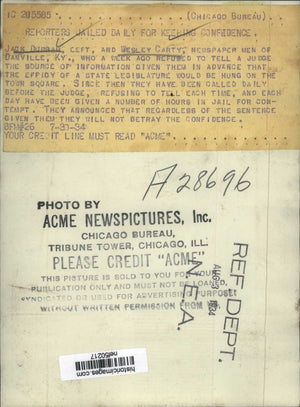 (CHICAGO BUREAU)
REPORTERS JAILED DAILY FOR KEEPING CONFIDENCE.
JACK DURHAM, LEFT, AND WESLEY CARTY, NEWSPAPER MEN OF
DANVILLE, KY., WHO A WEEK AGO REFUSED TO TELL A JUDGE
THE SOURCE OF INFORMATION GIVEN THEM IN ADVANCE THAT
THE EFFIDY OF A STATE LEGISLATURE WOULD BE HUNG ON THE
TOWN SQUARE. SINCE THEN THEY HAVE BEEN CALLED DAILY
BEFORE THE JUDGE, REFUSING TO TELL EACH TIME, AND EACH
DAY HAVE BEEN GIVEN A NUMBER OF HOURS IN JAIL FOR CON-
TEMPT. THEY ANNOUNCED THAT REGARDLESS OF THE SENTENCE
GIVEN THEM THEY WILL NOT BETRAY THE CONFIDENCE.
7-30-34
YOUR CREDIT LINE MUST READ "ACME"
A28696
PHOTO BY
ACME NEWSPICTURES, Inc.
CHICAGO BUREAU,
TRIBUNE TOWER, CHICAGO, ILL.
PLEASE CREDIT "ACME"
THIS PICTURE IS SOLD TO YOU FOR YOUR
PUBLICATION ONLY AND MUST NOT BE LOANED,
SYNDICATED OR USED FOR ADVERTISING PURPOSES
WITHOUT WRITTEN PERMISSION FROM
REF. DEPT.
N.E.A.
historicimages.com